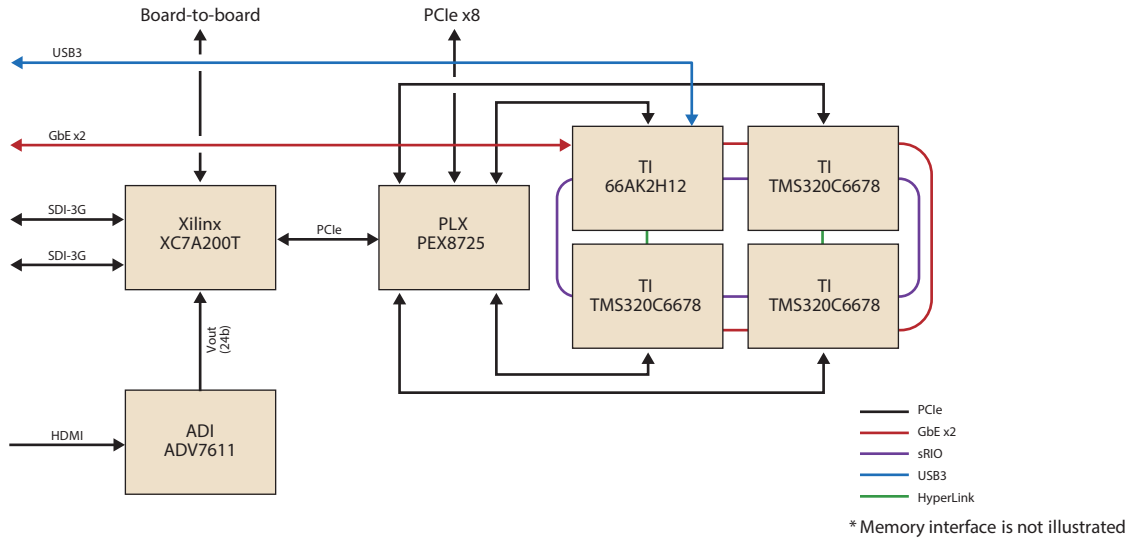 Board-to-board
PCIe x8
USB3
GbE x2
TI
66AK2H12
TI
TMS320C6678
SDI-3G
SDI-3G
Xilinx
XC7A200T
PCIe
PLX
PEX8725
TI
TMS320C6678
TI
TMS320C6678
Vout
(24b)
HDMI
ADI
ADV7611
PCIe
GbE x2
sRIO
USB3
HyperLink
* Memory interface is not illustrated